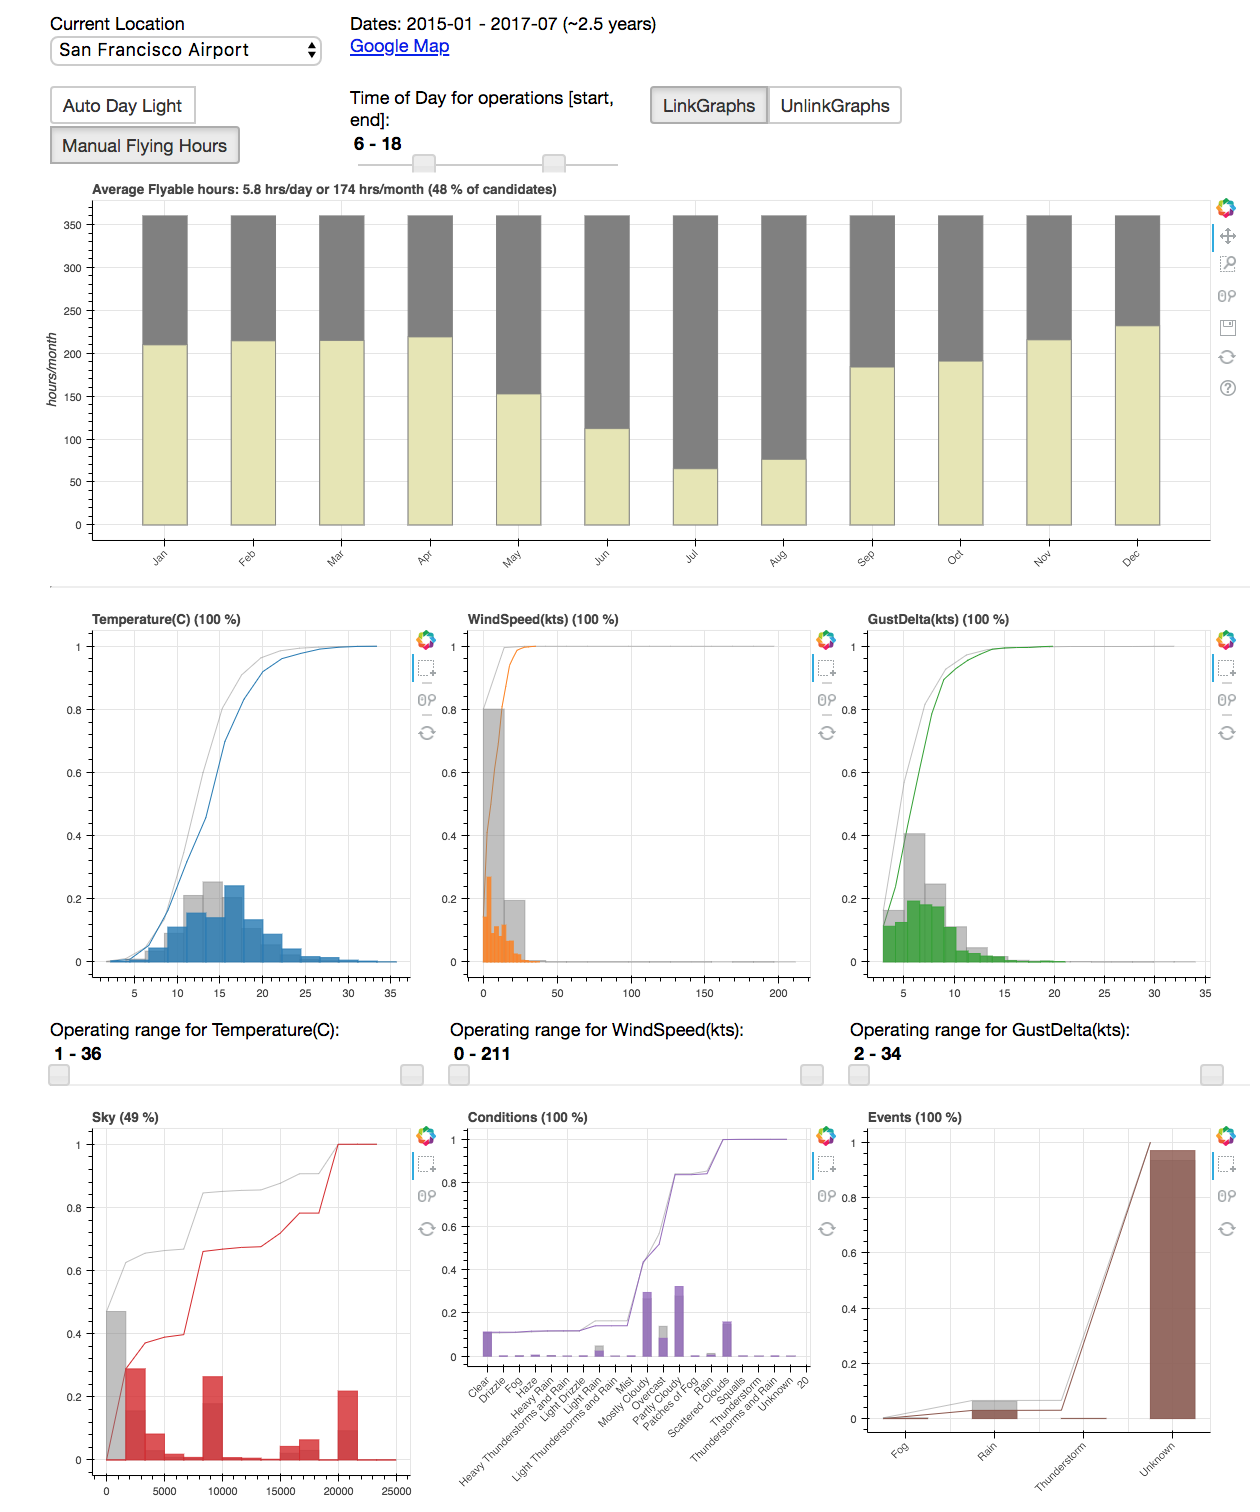 Current Location
San Francisco Airport
Dates: 2015-01 - 2017-07 (~2.5 years)
Google Map
Auto Day Light
Manual Flying Hours
Time of Day for operations [start,
end]:
6 - 18
LinkGraphs
UnlinkGraphs
Average Flyable hours: 5.8 hrs/day or 174 hrs/month (48 % of candidates)
hours/month
350
300
250
200
150
100
50
0
Jan
Feb
Mar
Apr
May
Jun
Jul
Aug
Sep
Oct
Nov
Dec
Temperature(C) (100 %)
1
0.8
0.6
0.4
0.2
0
5
10
15
20
25
30
35
WindSpeed(kts) (100 %)
1
0.8
0.6
0.4
0.2
0
0
50
100
150
200
GustDelta(kts) (100 %)
1
0.8
0.6
0.4
0.2
0
5
10
15
20
25
30
35
Operating range for Temperature(C):
1 - 36
Operating range for WindSpeed(kts):
0 - 211
Operating range for GustDelta(kts):
2 - 34
Sky (49 %)
1
0.8
0.6
0.4
0.2
0
0
5000
10000
15000
20000
25000
Conditions (100 %)
1
0.8
0.6
0.4
0.2
0
Clear
Drizzle
Fog
Haze
Heavy Rain
Heavy Thunderstorms and Rain
Light Drizzle
Light Rain
Light Thunderstorms and Rain
Mist
Mostly Cloudy
Overcast
Partly Cloudy
Patches of Fog
Rain
Scattered Clouds
Squalls
Thunderstorm
Thunderstorms and Rain
Unknown
20
Events (100 %)
1
0.8
0.6
0.4
0.2
0
Fog
Rain
Thunderstorm
Unknown